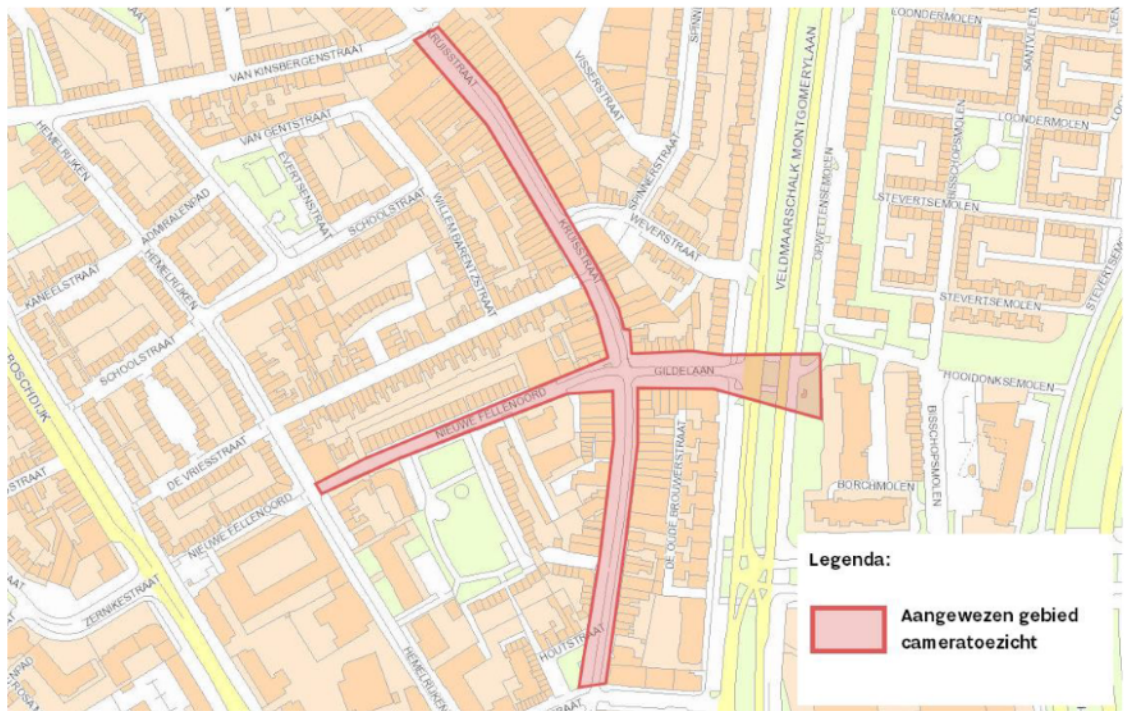 KRUISSTRAAT
VAN KINSBERGENSTRAAT
VISSERSTRAAT
LOONDERMOLEN
VAN GENTSTRAAT
HEMELRIJKEN
LOONDERMOLEN
BISSCHOPSMOLEN
EVERTSENSTRAAT
ADMIRALENPAD
SCHOOLSTRAAT
WILLEM BARENTZSTRAAT
SPINNERSTRAAT
WEVERSTRAAT
VELDMAARSCHALK MONTGOMERYLAAN
OPWETTENSEMOLEN
STEVERTSEMOLEN
KRUISSTRAAT
KANEELSTRAAT
HEMELRIJKEN
STEVERTSEMOLEN
SCHOOLSTRAAT
BOSCHDIJK
GILDELAAN
HOOIDONKSEMOLEN
NIEUWE FELLENOORD
DE VRIESSTRAAT
BISSCHOPSMOLEN
DE OUDE BROUWERSTRAAT
BORCHMOLEN
NIEUWE FELLENOORD
ZERNIKESTRAAT
HOUTSTRAAT
HEMELRIJKEN
Legenda:
Aangewezen gebied
cameratoezicht